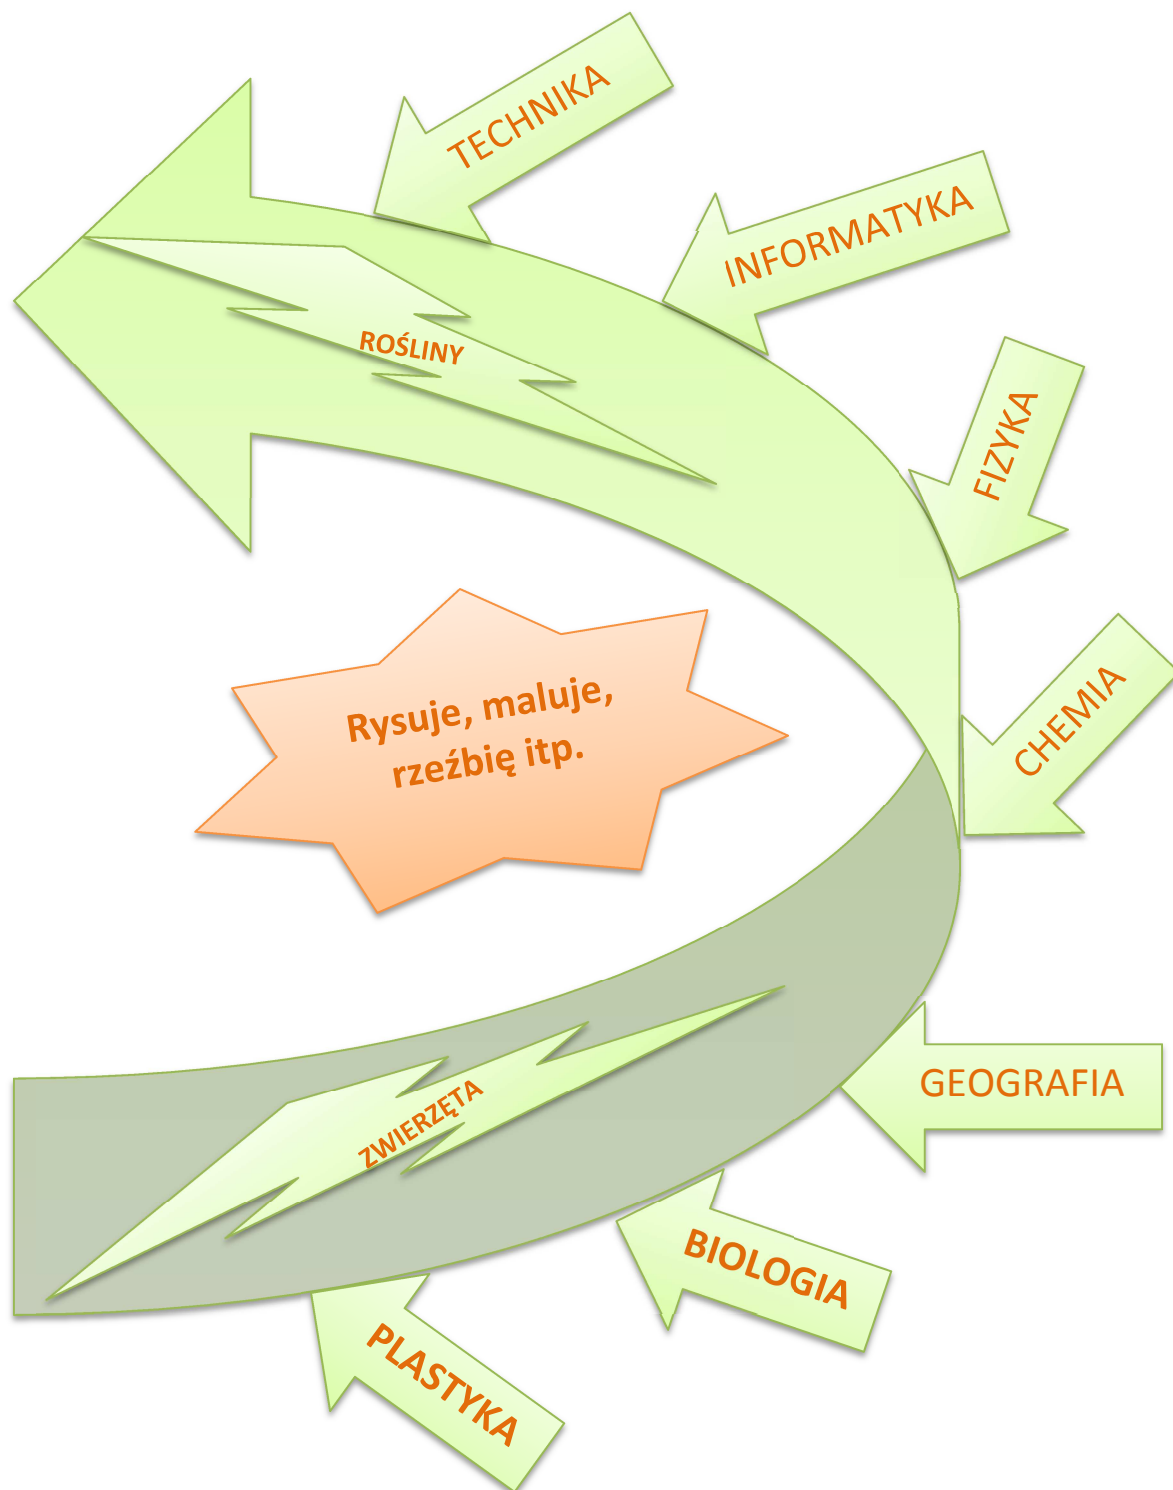 TECHNIKA
INFORMATYKA
ROŚLINY
FIZYKA
Rysuje, maluje,
rzeźbię itp.
CHEMIA
ZWIERZĘTA
GEOGRAFIA
BIOLOGIA
PLASTYKA